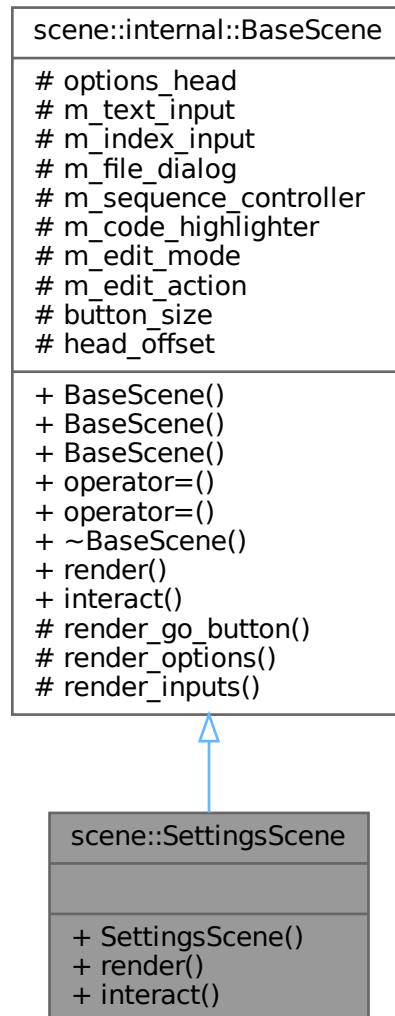 scene::internal::BaseScene
# options_head
# m_text_input
# m_index_input
# m_file_dialog
# m_sequence_controller
# m_code_highlighter
# m_edit_mode
# m_edit_action
# button_size
# head_offset
+ BaseScene()
+ BaseScene()
+ BaseScene()
+ operator=()
+ operator=()
+ ~BaseScene()
+ render()
+ interact()
# render_go_button()
# render_options()
# render_inputs()
scene::SettingsScene
+ SettingsScene()
+ render()
+ interact()